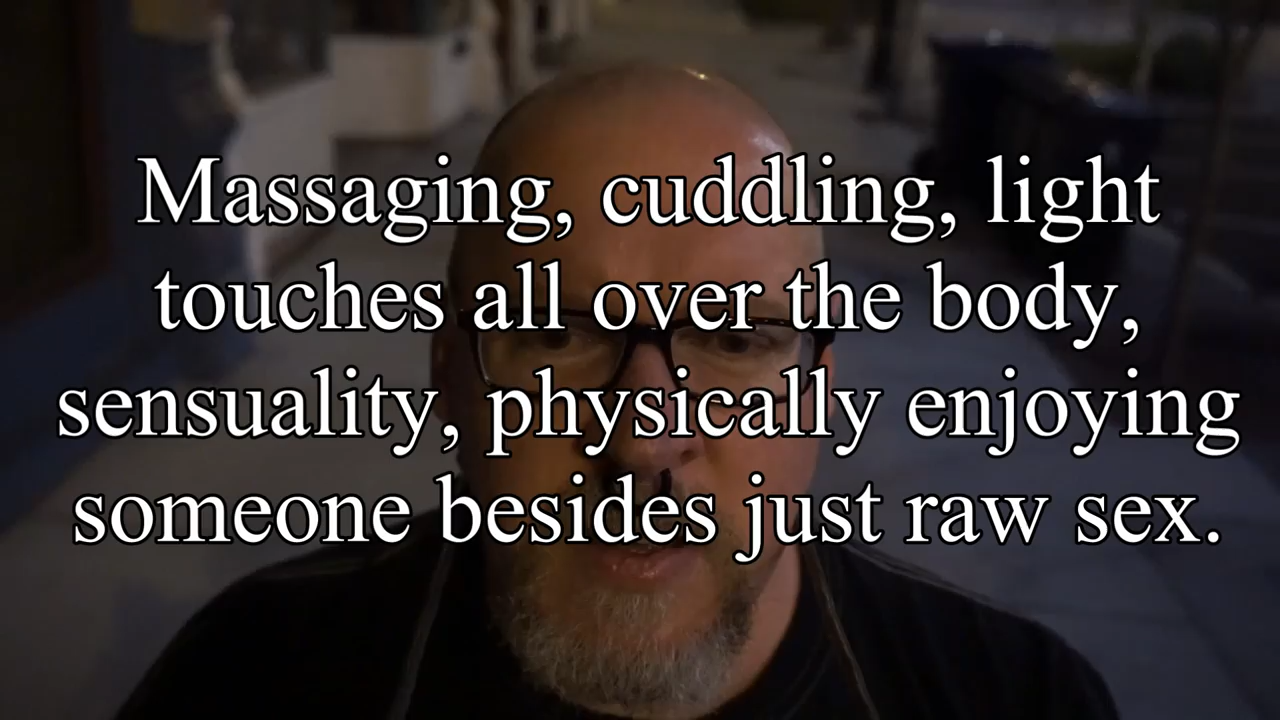 Massaging, cuddling, light
touches all over the body,
sensuality, physically enjoying
someone besides just raw sex.